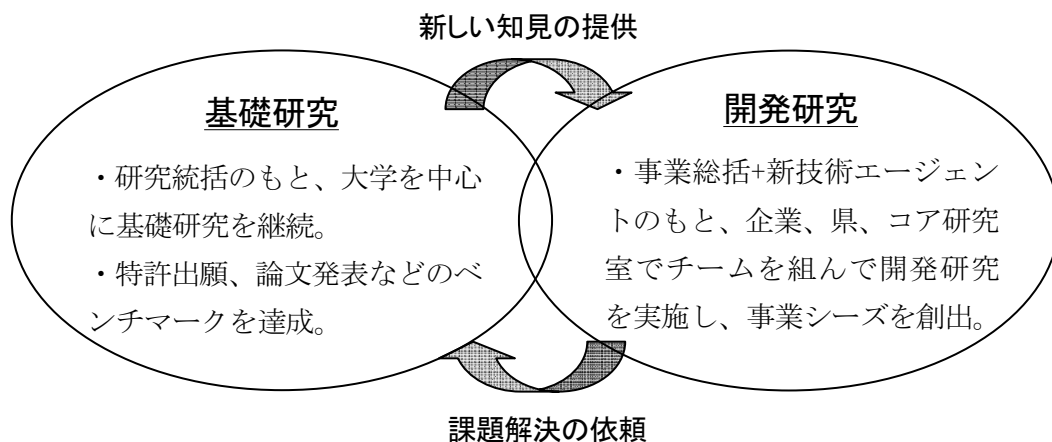 新しい知見の提供
基礎研究
・研究統括のもと、大学を中心
に基礎研究を継続。
・特許出願、論文発表などのベ
ンチマークを達成。
開発研究
・事業総括+新技術エージェン
トのもと、企業、県、コア研究
室でチームを組んで開発研究
を実施し、事業シーズを創出。
課題解決の依頼